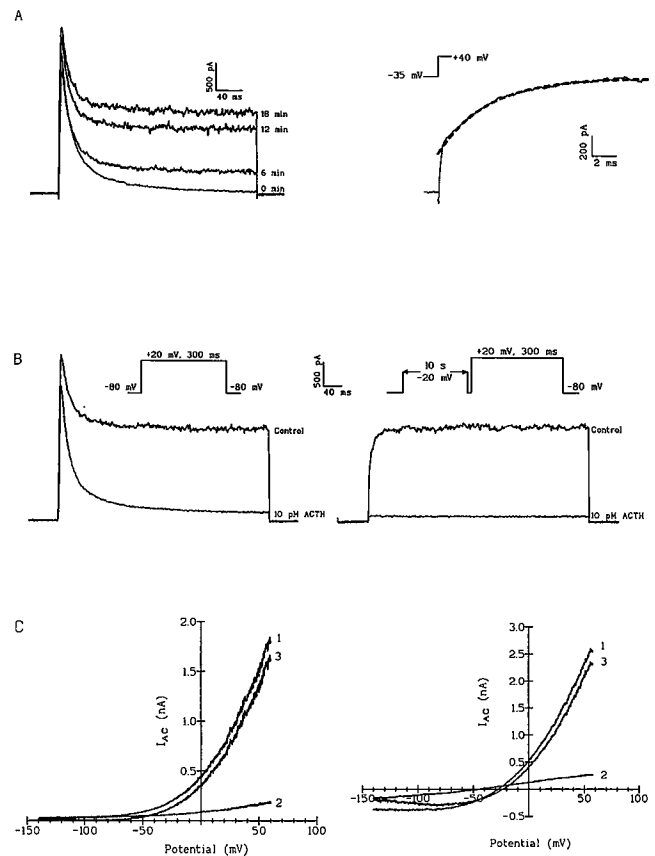 A
500 pA
40 ms
18 min
12 min
6 min
0 min
+40 mV
-35 mV
200 pA
2 ms
B
+20 mV, 300 ms
-80 mV
-80 mV
Control
10 pM ACTH
500 pA
40 ms
10 s
-20 mV
+20 mV, 300 ms
-80 mV
Control
10 pM ACTH
C
2.0
1.5
1.0
0.5
I_AC (nA)
1
3
2
-150
-100
-50
0
50
100
Potential (mV)
3.0
2.5
2.0
1.5
1.0
0.5
-0.5
I_AC (nA)
1
3
2
-150
-100
-50
0
50
100
Potential (mV)